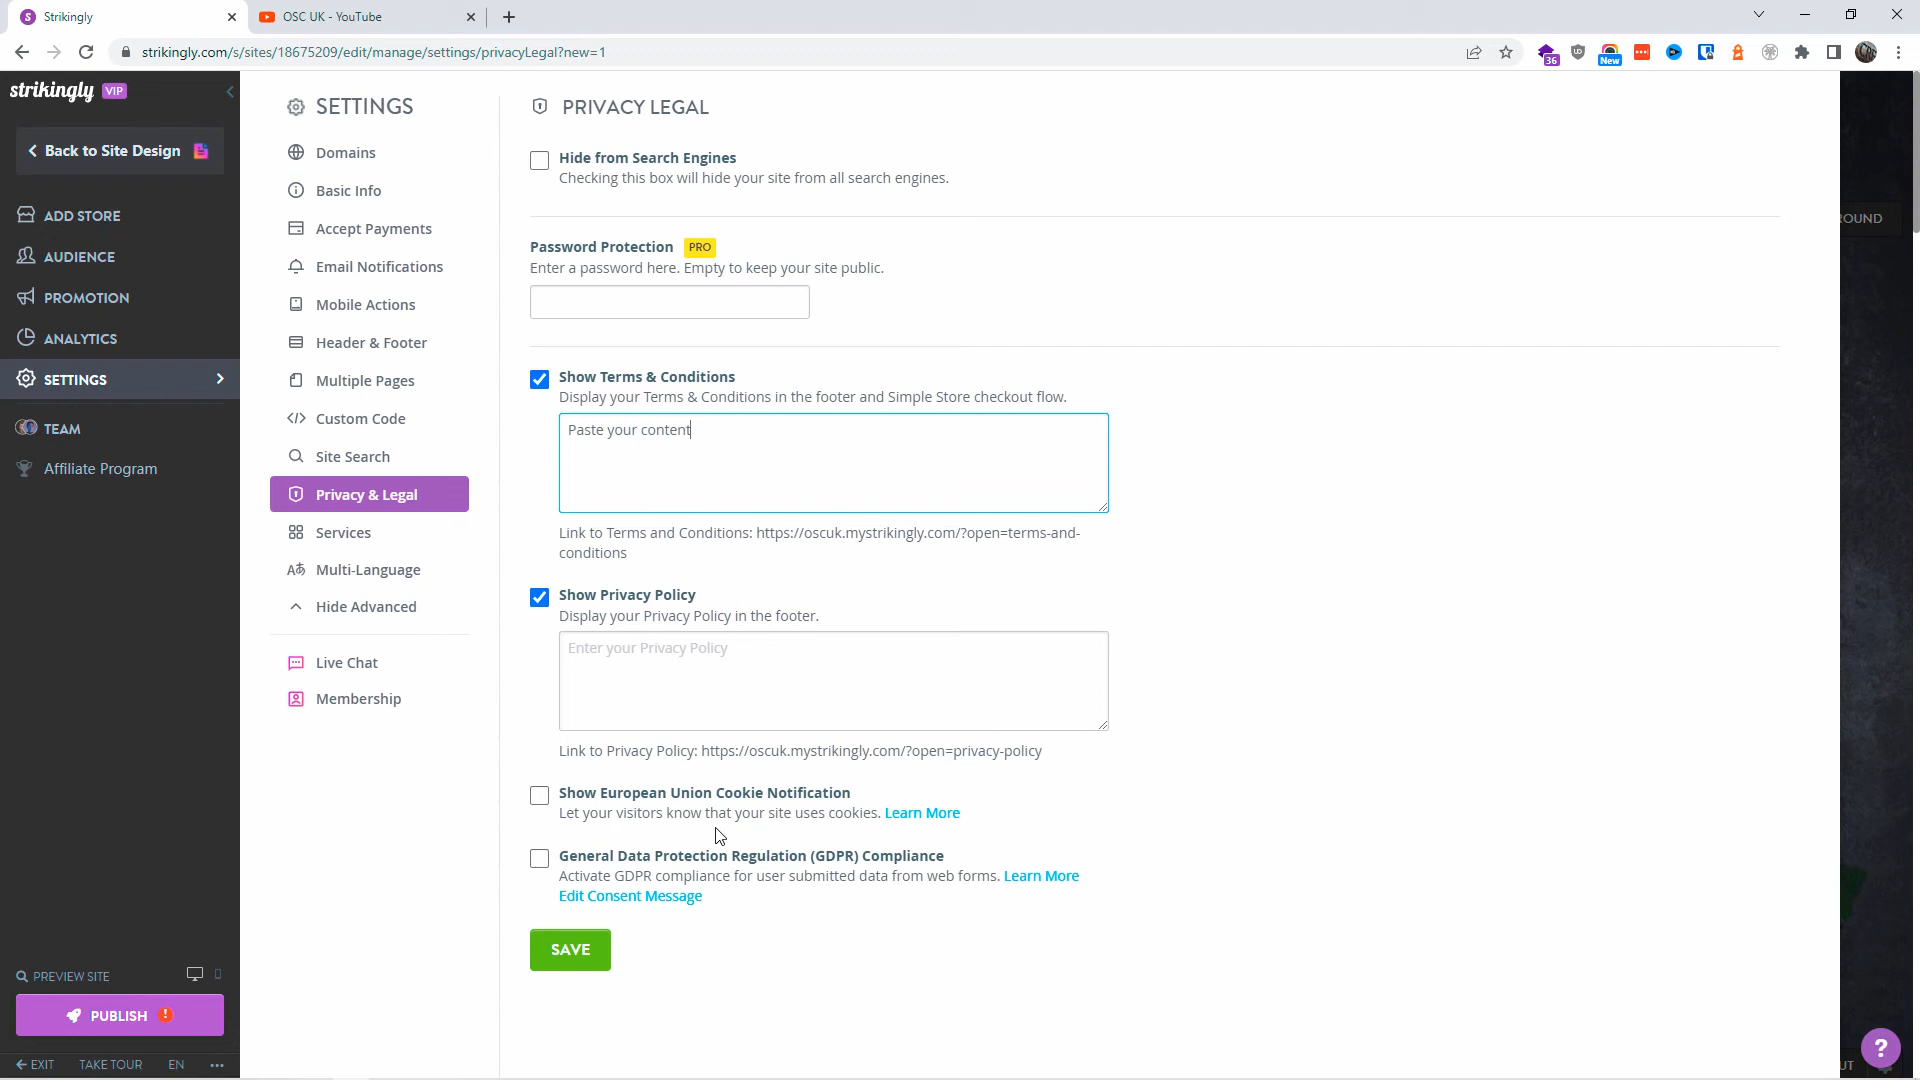 Strikingly
OSC UK - YouTube
strikingly.com/s/sites/18675209/edit/manage/settings/privacyLegal?new=1
36
New
strikingly VIP
Back to Site Design
ADD STORE
AUDIENCE
PROMOTION
ANALYTICS
SETTINGS
TEAM
Affiliate Program
PREVIEW SITE
PUBLISH !
EXIT TAKE TOUR EN ...
SETTINGS
Domains
Basic Info
Accept Payments
Email Notifications
Mobile Actions
Header & Footer
Multiple Pages
Custom Code
Site Search
Privacy & Legal
Services
Multi-Language
Hide Advanced
Live Chat
Membership
PRIVACY LEGAL
Hide from Search Engines
Checking this box will hide your site from all search engines.
Password Protection PRO
Enter a password here. Empty to keep your site public.
Show Terms & Conditions
Display your Terms & Conditions in the footer and Simple Store checkout flow.
Paste your content
Link to Terms and Conditions: https://oscuk.mystrikingly.com/?open=terms-and-
conditions
Show Privacy Policy
Display your Privacy Policy in the footer.
Enter your Privacy Policy
Link to Privacy Policy: https://oscuk.mystrikingly.com/?open=privacy-policy
Show European Union Cookie Notification
Let your visitors know that your site uses cookies. Learn More
General Data Protection Regulation (GDPR) Compliance
Activate GDPR compliance for user submitted data from web forms. Learn More
Edit Consent Message
SAVE
?